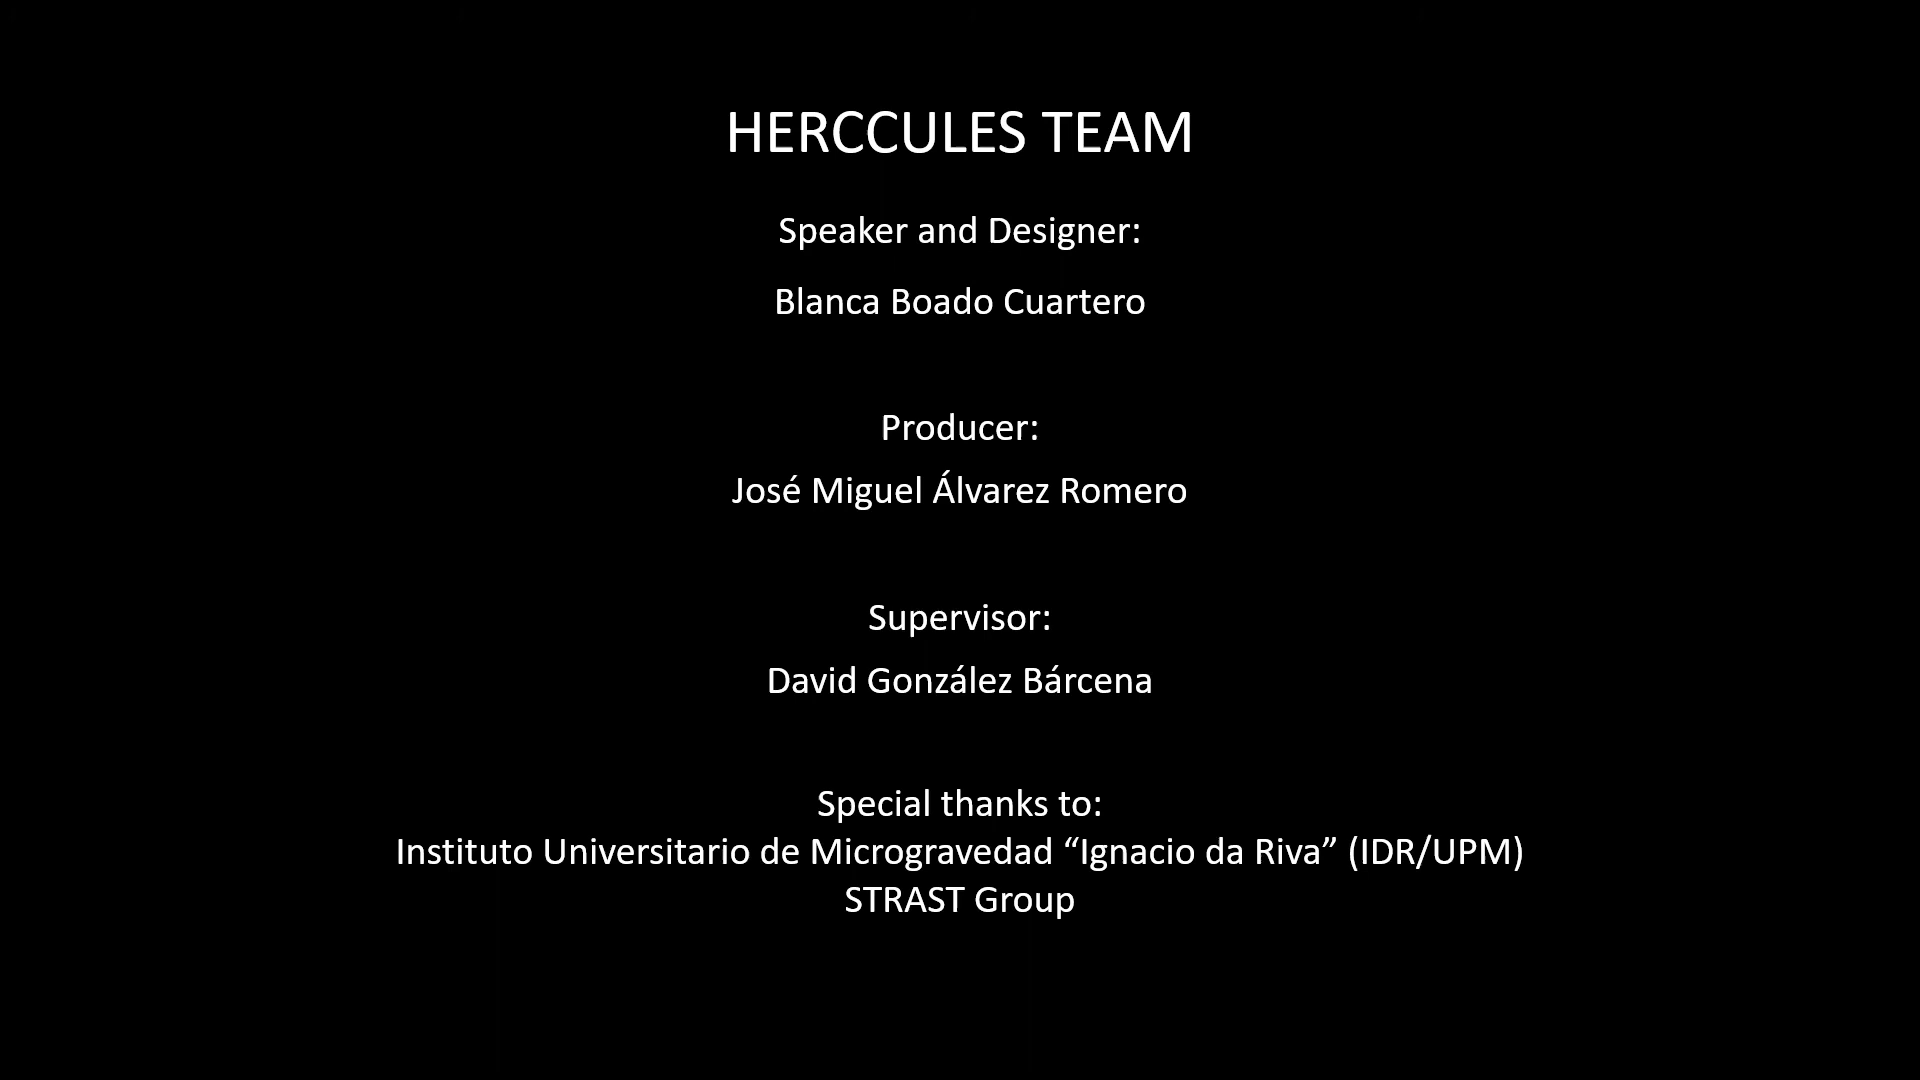 HERCCULES TEAM
Speaker and Designer:
Blanca Boado Cuartero
Producer:
José Miguel Álvarez Romero
Supervisor:
David González Bárcena
Special thanks to:
Instituto Universitario de Microgravedad “Ignacio da Riva” (IDR/UPM)
STRAST Group